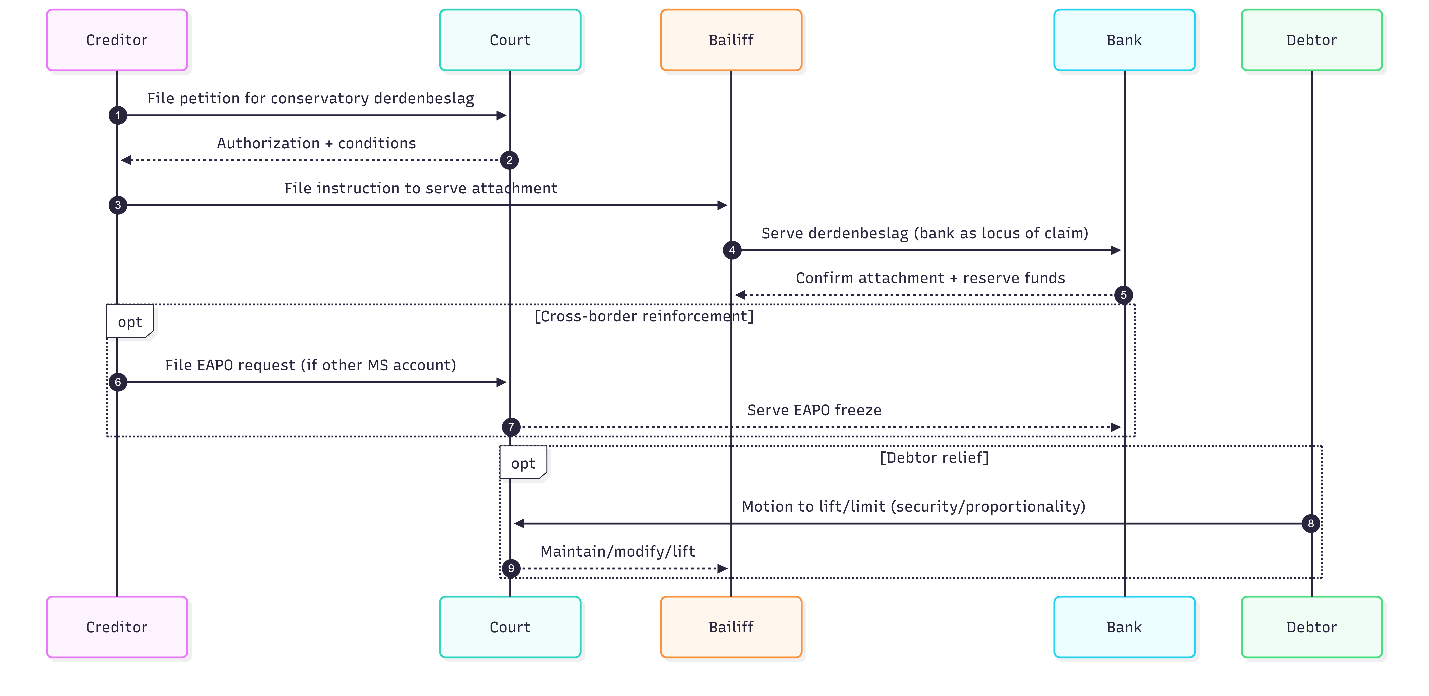 Creditor
Court
Bailiff
Bank
Debtor
File petition for conservatory derdenbeslag
1
Authorization + conditions
2
File instruction to serve attachment
3
Serve derdenbeslag (bank as locus of claim)
4
Confirm attachment + reserve funds
5
opt
[Cross-border reinforcement]
File EAPO request (if other MS account)
6
Serve EAPO freeze
7
opt
[Debtor relief]
Motion to lift/limit (security/proportionality)
8
Maintain/modify/lift
9
Creditor
Court
Bailiff
Bank
Debtor